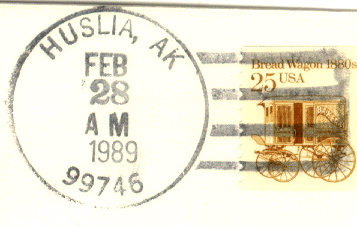 HUSLIA, AK
FEB
28
AM
1989
99746
Bread Wagon 1880s
25 USA